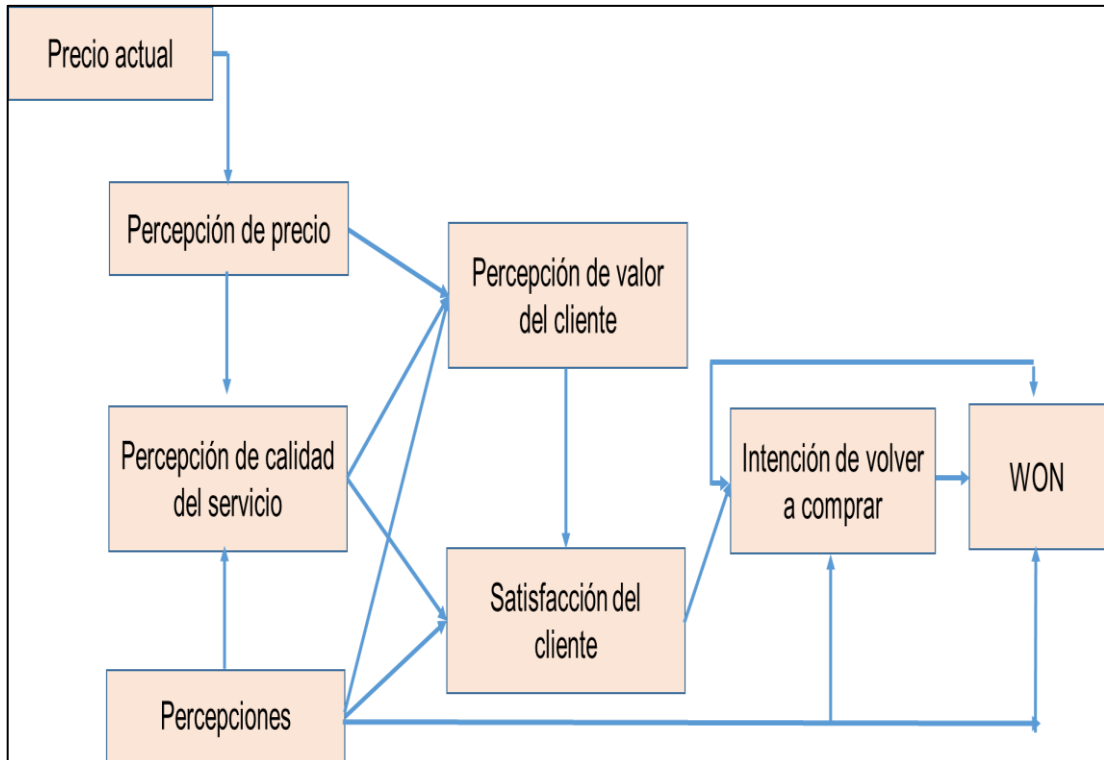 Precio actual
Percepción de precio
Percepción de valor
del cliente
Percepción de calidad
del servicio
Intención de volver
a comprar
WON
Satisfacción del
cliente
Percepciones